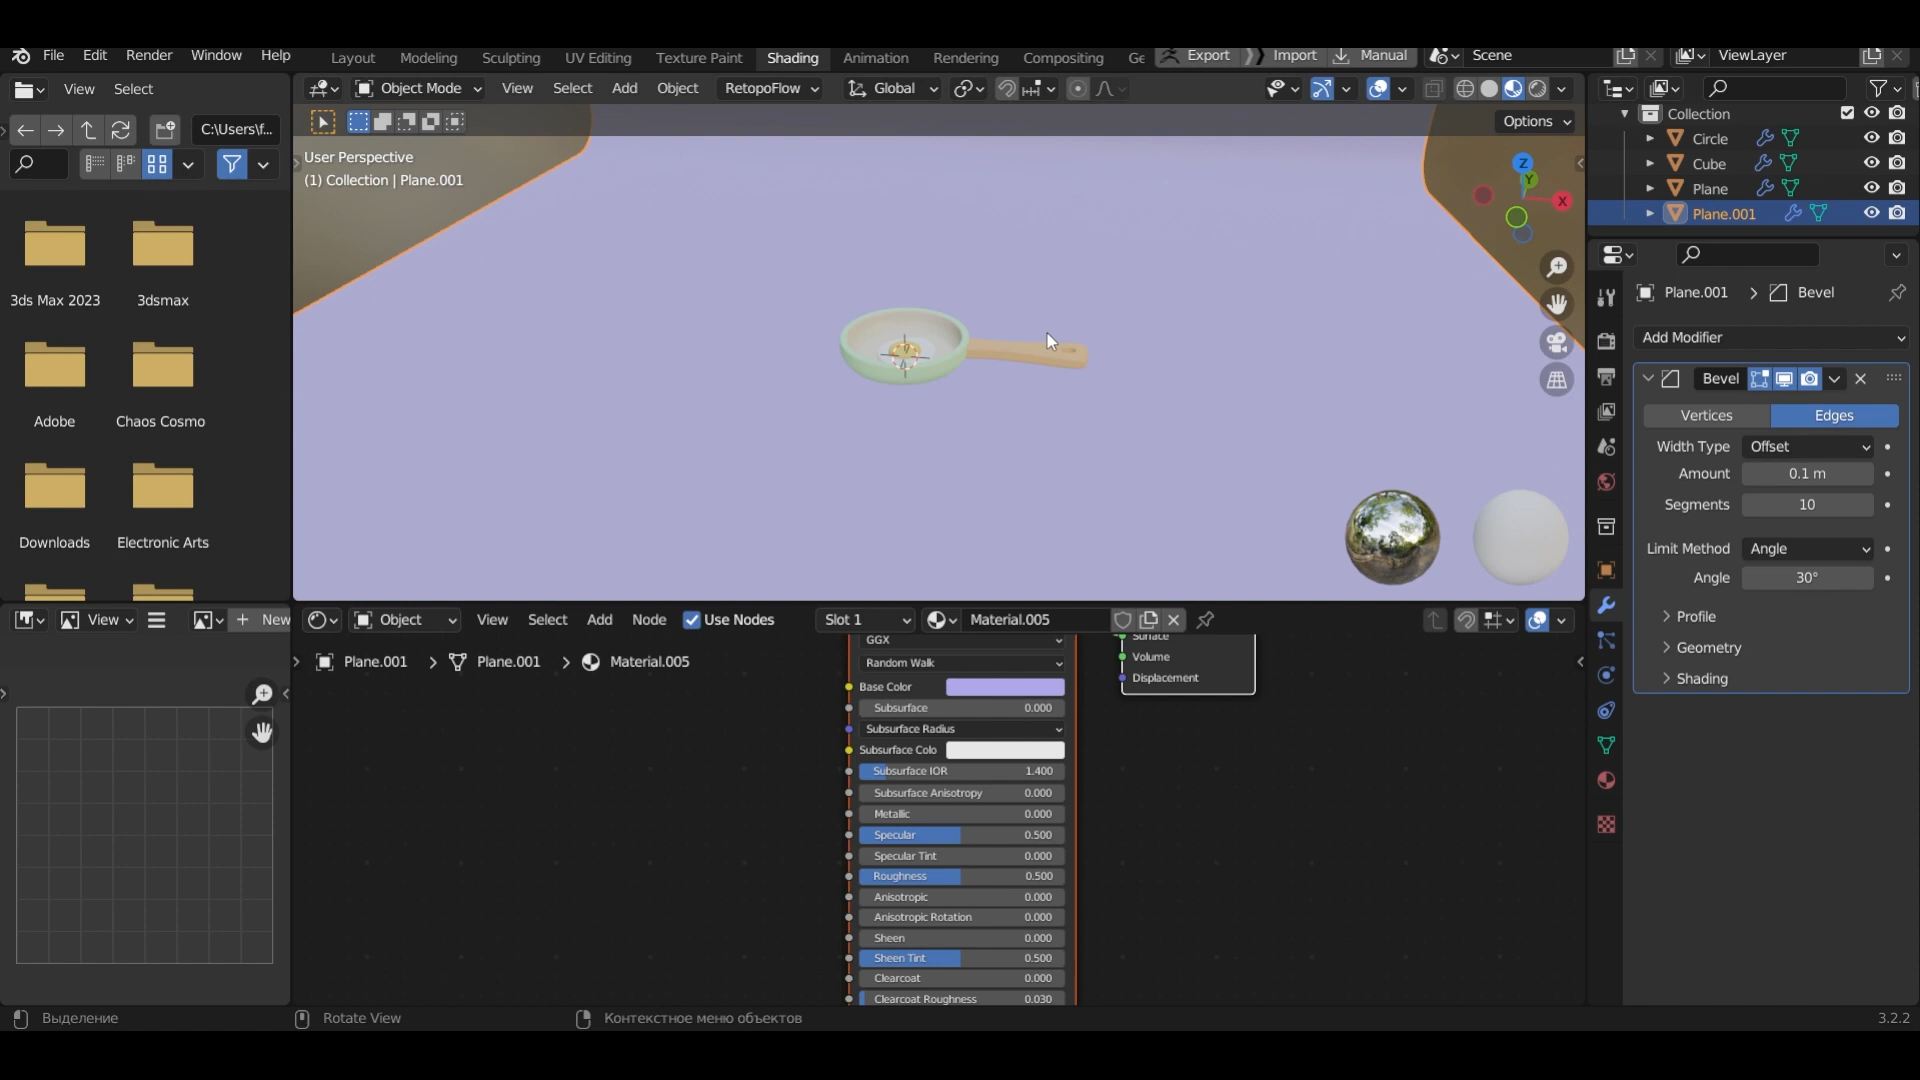 File Edit Render Window Help Layout Modeling Sculpting UV Editing Texture Paint Shading Animation Rendering Compositing Ge Export Import Manual Scene ViewLayer
View Select
C:\Users\f...
3ds Max 2023 3dsmax
Adobe Chaos Cosmo
Downloads Electronic Arts
Object Mode View Select Add Object RetopoFlow Global
Options
User Perspective
(1) Collection | Plane.001
Z
Y
X
Collection
Circle
Cube
Plane
Plane.001
Plane.001 > Bevel
Add Modifier
Bevel
Vertices Edges
Width Type Offset
Amount 0.1 m
Segments 10
Limit Method Angle
Angle 30°
Profile
Geometry
Shading
View New
Object View Select Add Node Use Nodes Slot 1 Material.005
Plane.001 > Plane.001 > Material.005
GGX
Random Walk
Base Color
Subsurface 0.000
Subsurface Radius
Subsurface Colo
Subsurface IOR 1.400
Subsurface Anisotropy 0.000
Metallic 0.000
Specular 0.500
Specular Tint 0.000
Roughness 0.500
Anisotropic 0.000
Anisotropic Rotation 0.000
Sheen 0.000
Sheen Tint 0.500
Clearcoat 0.000
Clearcoat Roughness 0.030
Surface
Volume
Displacement
Выделение Rotate View Контекстное меню объектов 3.2.2